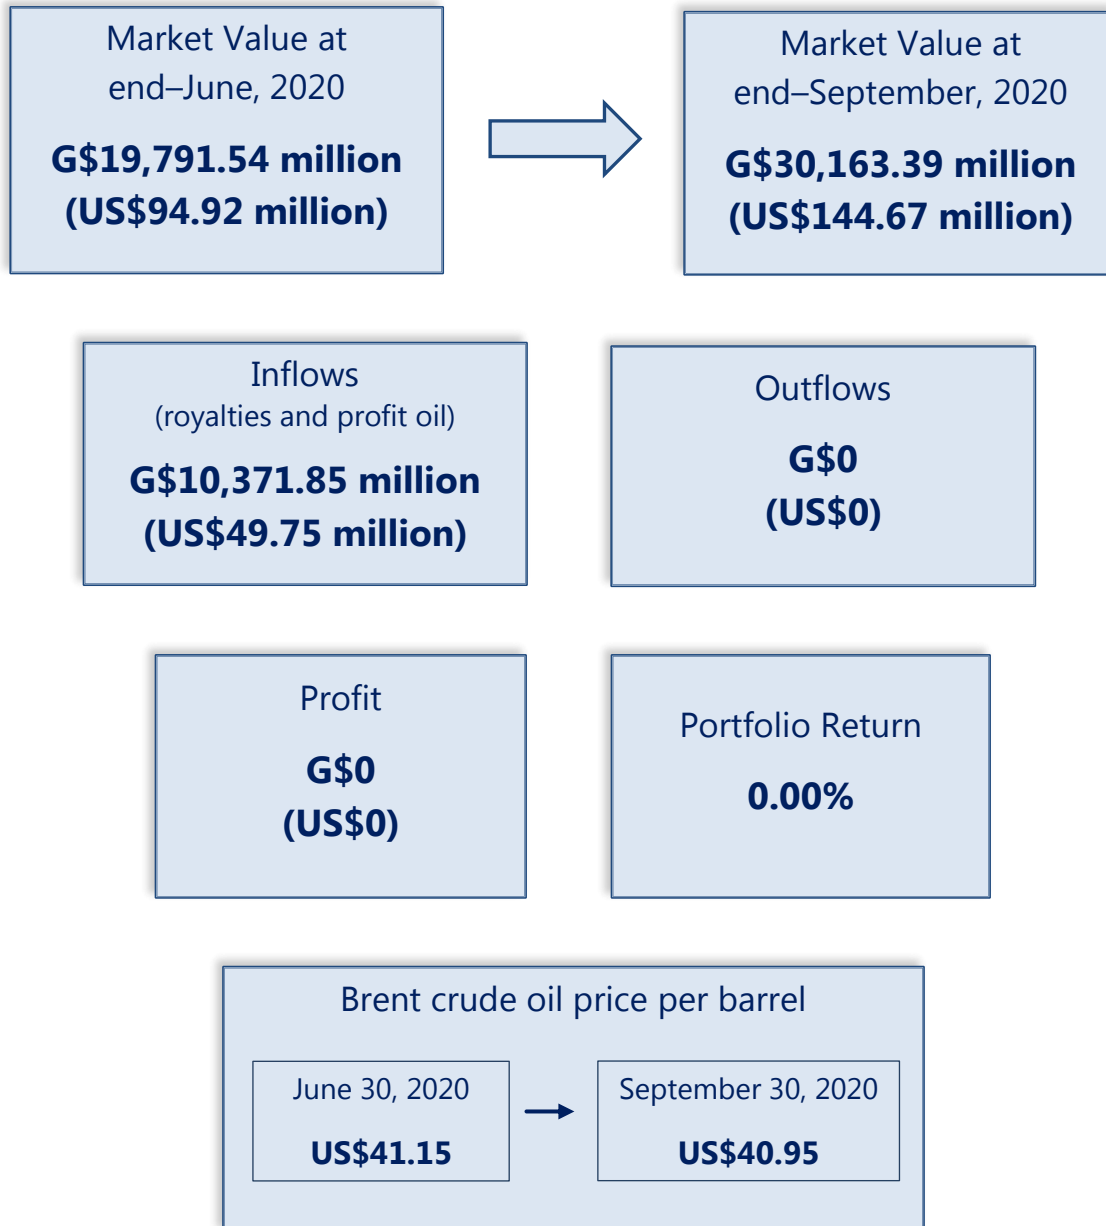 Market Value at
end–June, 2020
G$19,791.54 million
(US$94.92 million)
Market Value at
end–September, 2020
G$30,163.39 million
(US$144.67 million)
Inflows
(royalties and profit oil)
G$10,371.85 million
(US$49.75 million)
Outflows
G$0
(US$0)
Profit
G$0
(US$0)
Portfolio Return
0.00%
Brent crude oil price per barrel
June 30, 2020
US$41.15
September 30, 2020
US$40.95